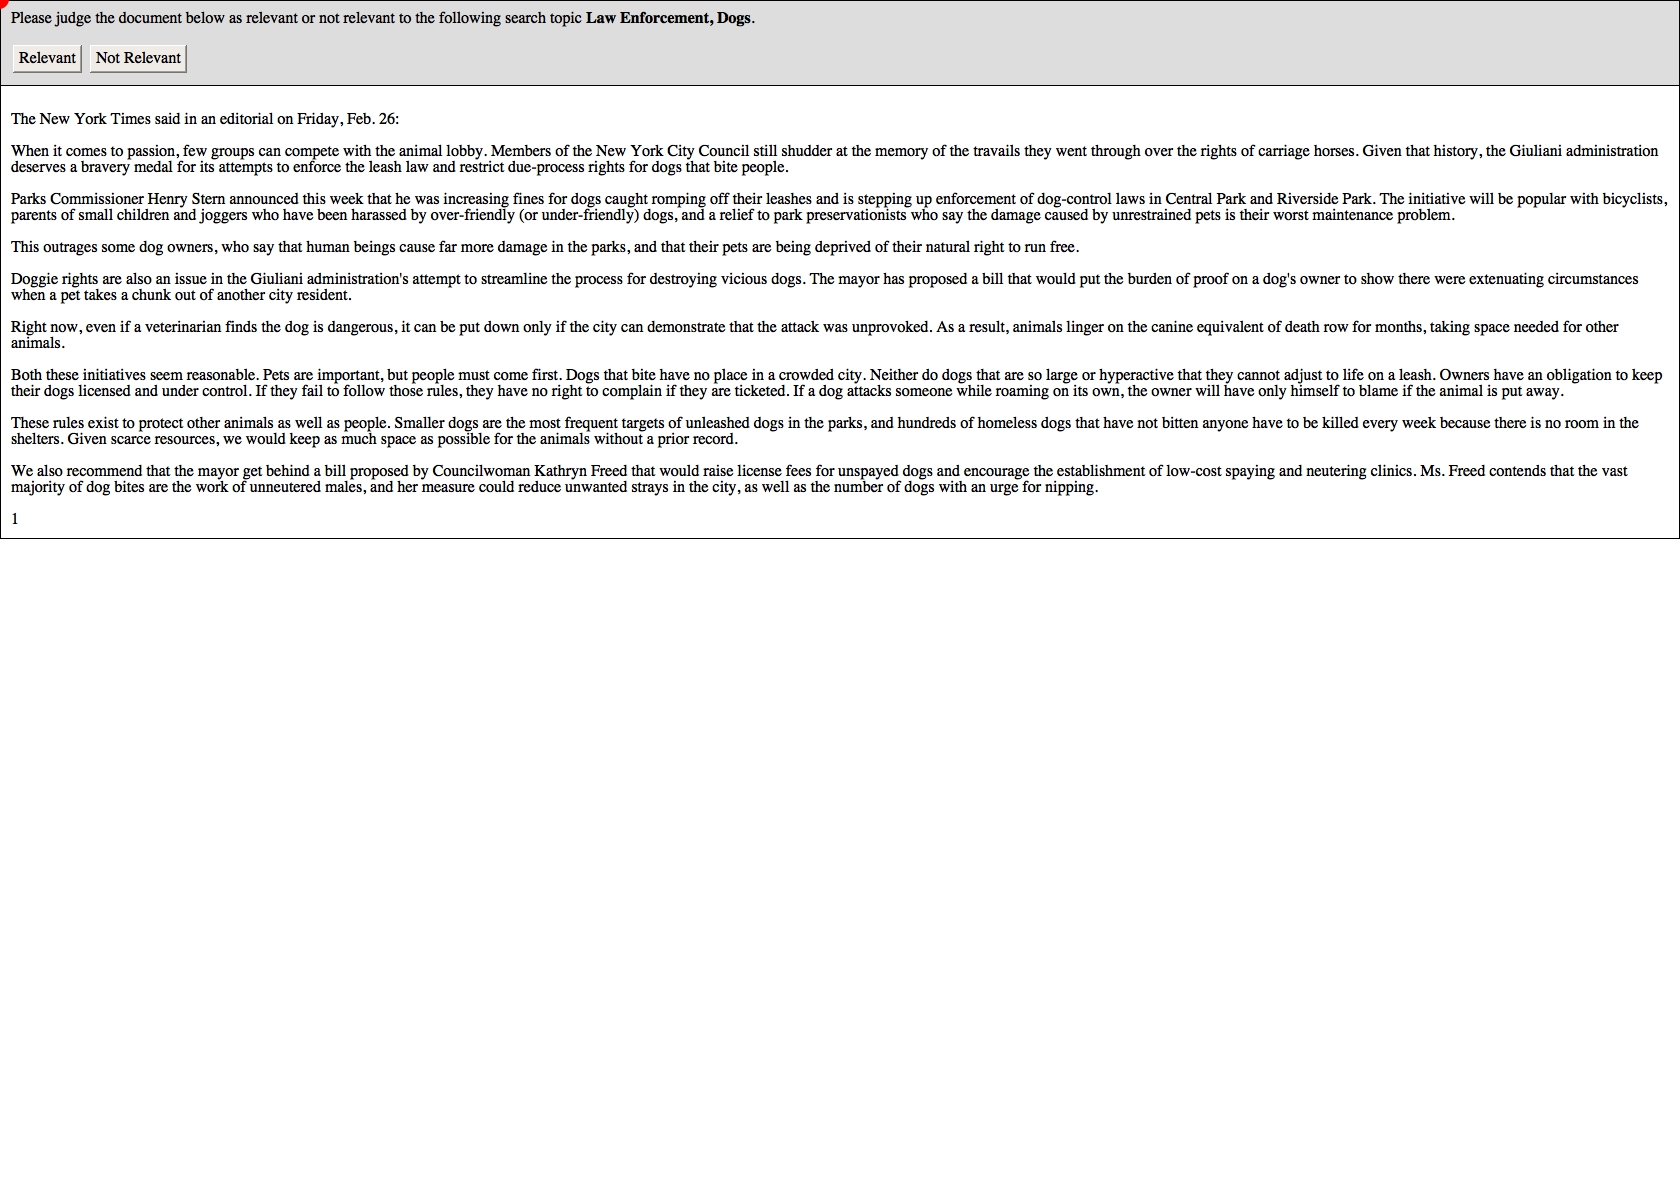 Please judge the document below as relevant or not relevant to the following search topic Law Enforcement, Dogs.
Relevant Not Relevant
The New York Times said in an editorial on Friday, Feb. 26:
When it comes to passion, few groups can compete with the animal lobby. Members of the New York City Council still shudder at the memory of the travails they went through over the rights of carriage horses. Given that history, the Giuliani administration
deserves a bravery medal for its attempts to enforce the leash law and restrict due-process rights for dogs that bite people.
Parks Commissioner Henry Stern announced this week that he was increasing fines for dogs caught romping off their leashes and is stepping up enforcement of dog-control laws in Central Park and Riverside Park. The initiative will be popular with bicyclists,
parents of small children and joggers who have been harassed by over-friendly (or under-friendly) dogs, and a relief to park preservationists who say the damage caused by unrestrained pets is their worst maintenance problem.
This outrages some dog owners, who say that human beings cause far more damage in the parks, and that their pets are being deprived of their natural right to run free.
Doggie rights are also an issue in the Giuliani administration's attempt to streamline the process for destroying vicious dogs. The mayor has proposed a bill that would put the burden of proof on a dog's owner to show there were extenuating circumstances
when a pet takes a chunk out of another city resident.
Right now, even if a veterinarian finds the dog is dangerous, it can be put down only if the city can demonstrate that the attack was unprovoked. As a result, animals linger on the canine equivalent of death row for months, taking space needed for other
animals.
Both these initiatives seem reasonable. Pets are important, but people must come first. Dogs that bite have no place in a crowded city. Neither do dogs that are so large or hyperactive that they cannot adjust to life on a leash. Owners have an obligation to keep
their dogs licensed and under control. If they fail to follow those rules, they have no right to complain if they are ticketed. If a dog attacks someone while roaming on its own, the owner will have only himself to blame if the animal is put away.
These rules exist to protect other animals as well as people. Smaller dogs are the most frequent targets of unleashed dogs in the parks, and hundreds of homeless dogs that have not bitten anyone have to be killed every week because there is no room in the
shelters. Given scarce resources, we would keep as much space as possible for the animals without a prior record.
We also recommend that the mayor get behind a bill proposed by Councilwoman Kathryn Freed that would raise license fees for unspayed dogs and encourage the establishment of low-cost spaying and neutering clinics. Ms. Freed contends that the vast
majority of dog bites are the work of unneutered males, and her measure could reduce unwanted strays in the city, as well as the number of dogs with an urge for nipping.
1